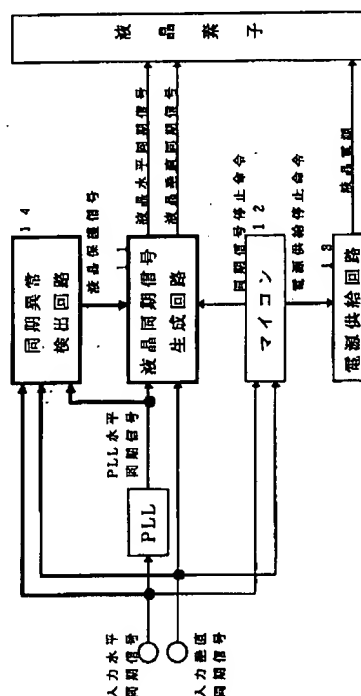 液晶素子
液晶水平同期信号
液晶垂直同期信号
液晶電源
14
同期異常
検出回路
液晶保護信号
11
液晶同期信号
生成回路
同期信号停止命令
12
マイコン
電源供給停止命令
13
電源供給回路
PLL水平
同期信号
PLL
入力水平
同期信号
入力垂直
同期信号